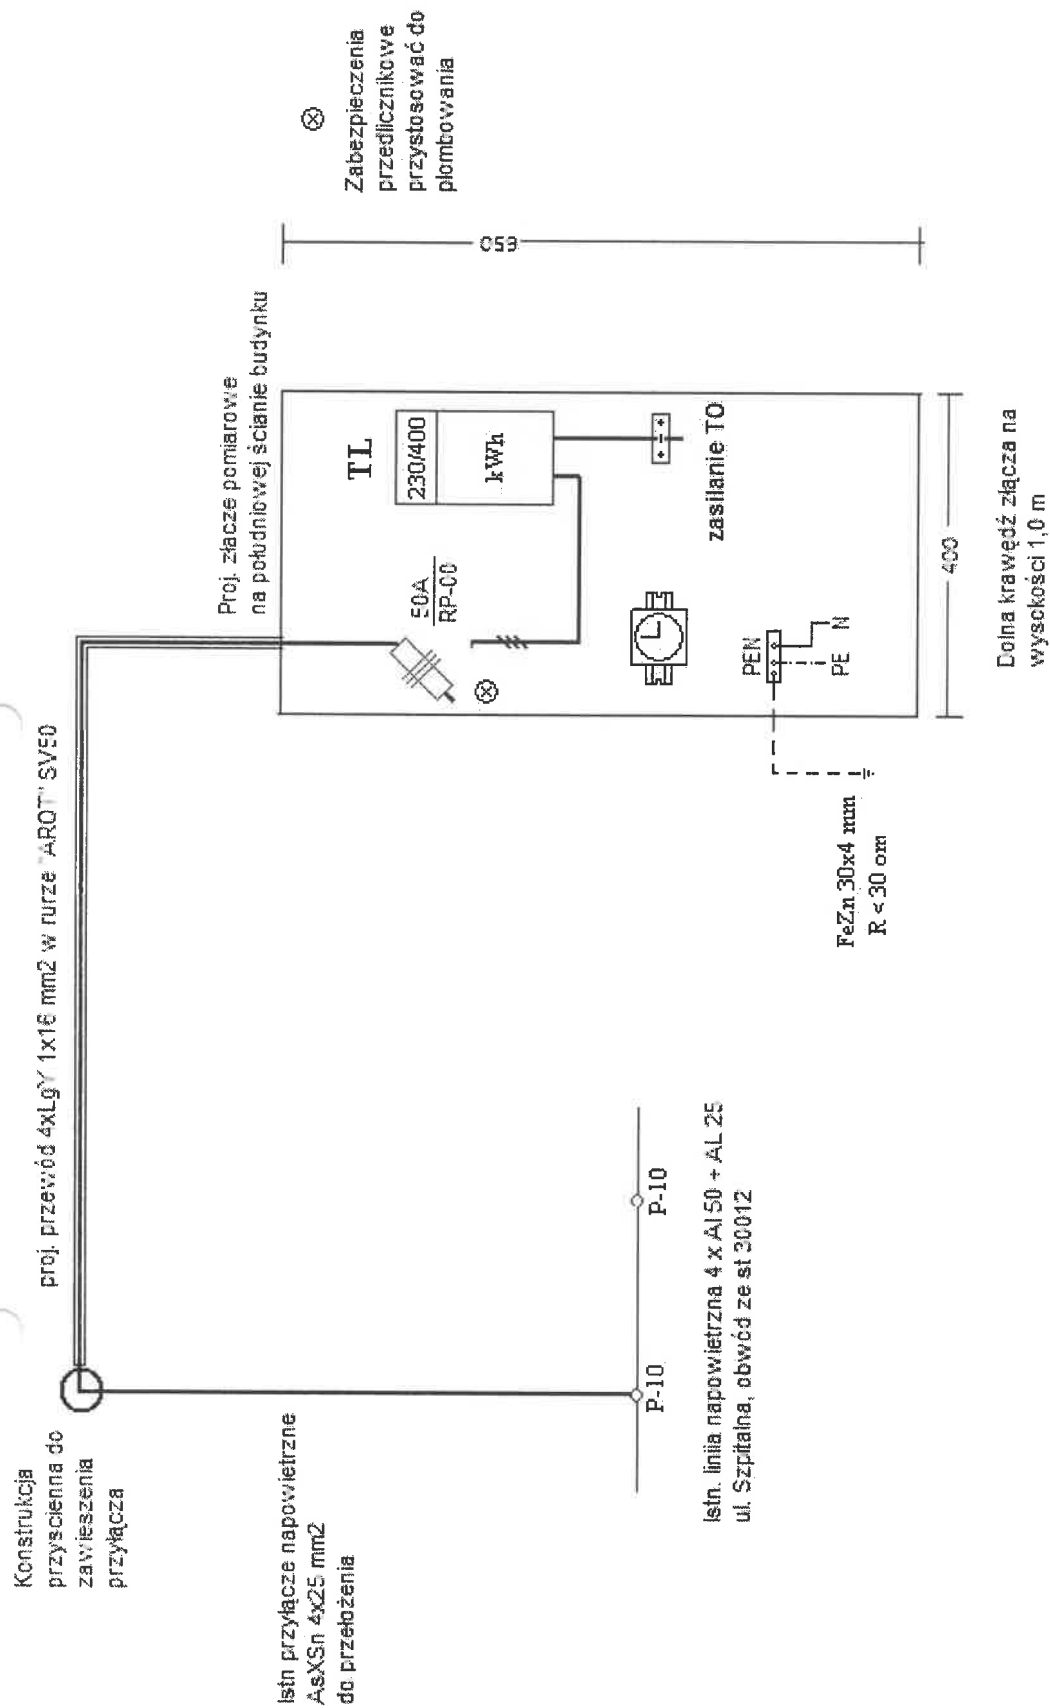 Konstrukcja
przyscienna do
zawieszenia
przyłącza
proj. przewód 4xLgY 1x16 mm2 w rurze "AROT" SV50
Istn przyłącze napowietrzne
AsXSn 4x25 mm2
do przełożenia
P-10
P-10
Istn. linia napowietrzna 4 x Al 50 + AL 25
ul. Szpitalna, obwód ze st 30012
Proj. złacze pomiarowe
na południowej ścianie budynku
TL
230/400
kWh
50A
RP-00
zasilanie TO
PEN
PE
N
FeZn 30x4 mm
R < 30 om
650
400
Zabezpieczenia
przedlicznikowe
przystosować do
plombowania
Dolna krawędź złącza na
wysokości 1,0 m